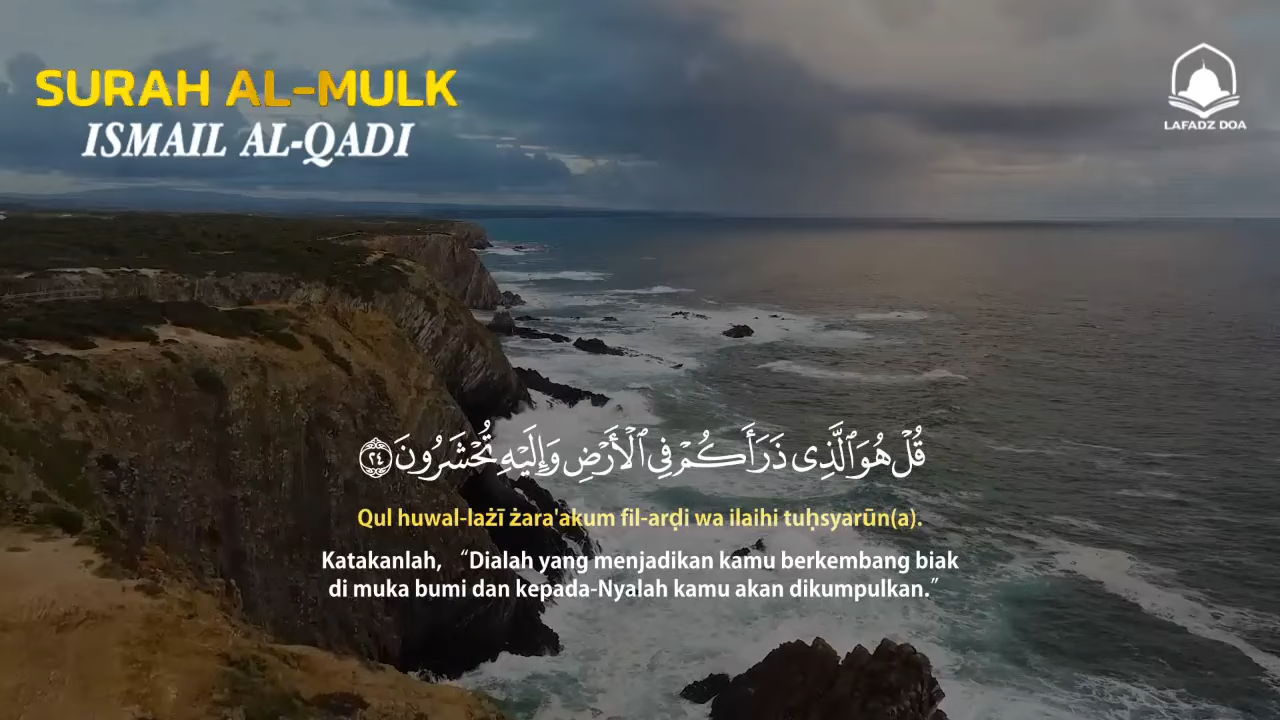 SURAH AL-MULK
ISMAIL AL-QADI
LAFADZ DOA
قُلْ هُوَ ٱلَّذِى ذَرَأَكُمْ فِى ٱلْأَرْضِ وَإِلَيْهِ تُحْشَرُونَ ٢٤
Qul huwal-lażī żara'akum fil-arḍi wa ilaihi tuḥsyarūn(a).
Katakanlah, “Dialah yang menjadikan kamu berkembang biak
di muka bumi dan kepada-Nyalah kamu akan dikumpulkan.”